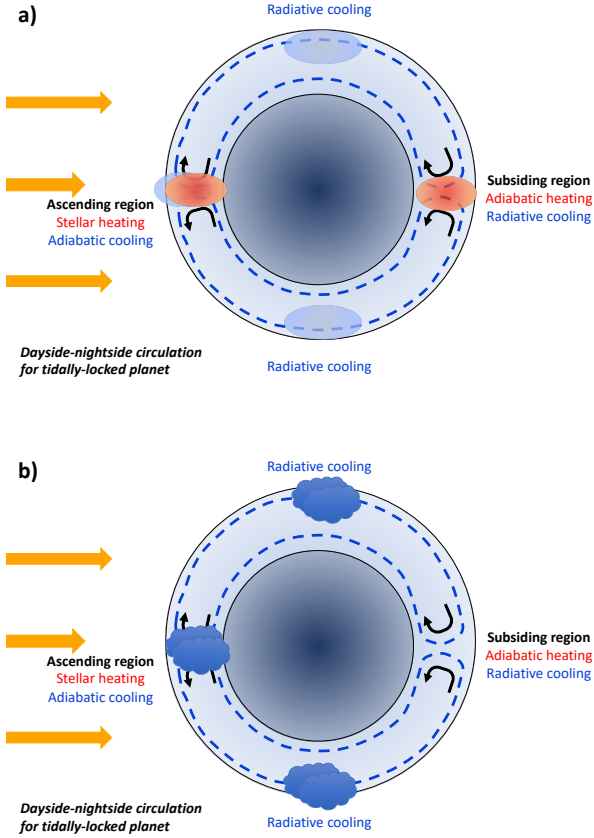 a)
Radiative cooling
Ascending region
Stellar heating
Adiabatic cooling
Subsiding region
Adiabatic heating
Radiative cooling
Dayside-nightside circulation
for tidally-locked planet
Radiative cooling
b)
Radiative cooling
Ascending region
Stellar heating
Adiabatic cooling
Subsiding region
Adiabatic heating
Radiative cooling
Dayside-nightside circulation
for tidally-locked planet
Radiative cooling